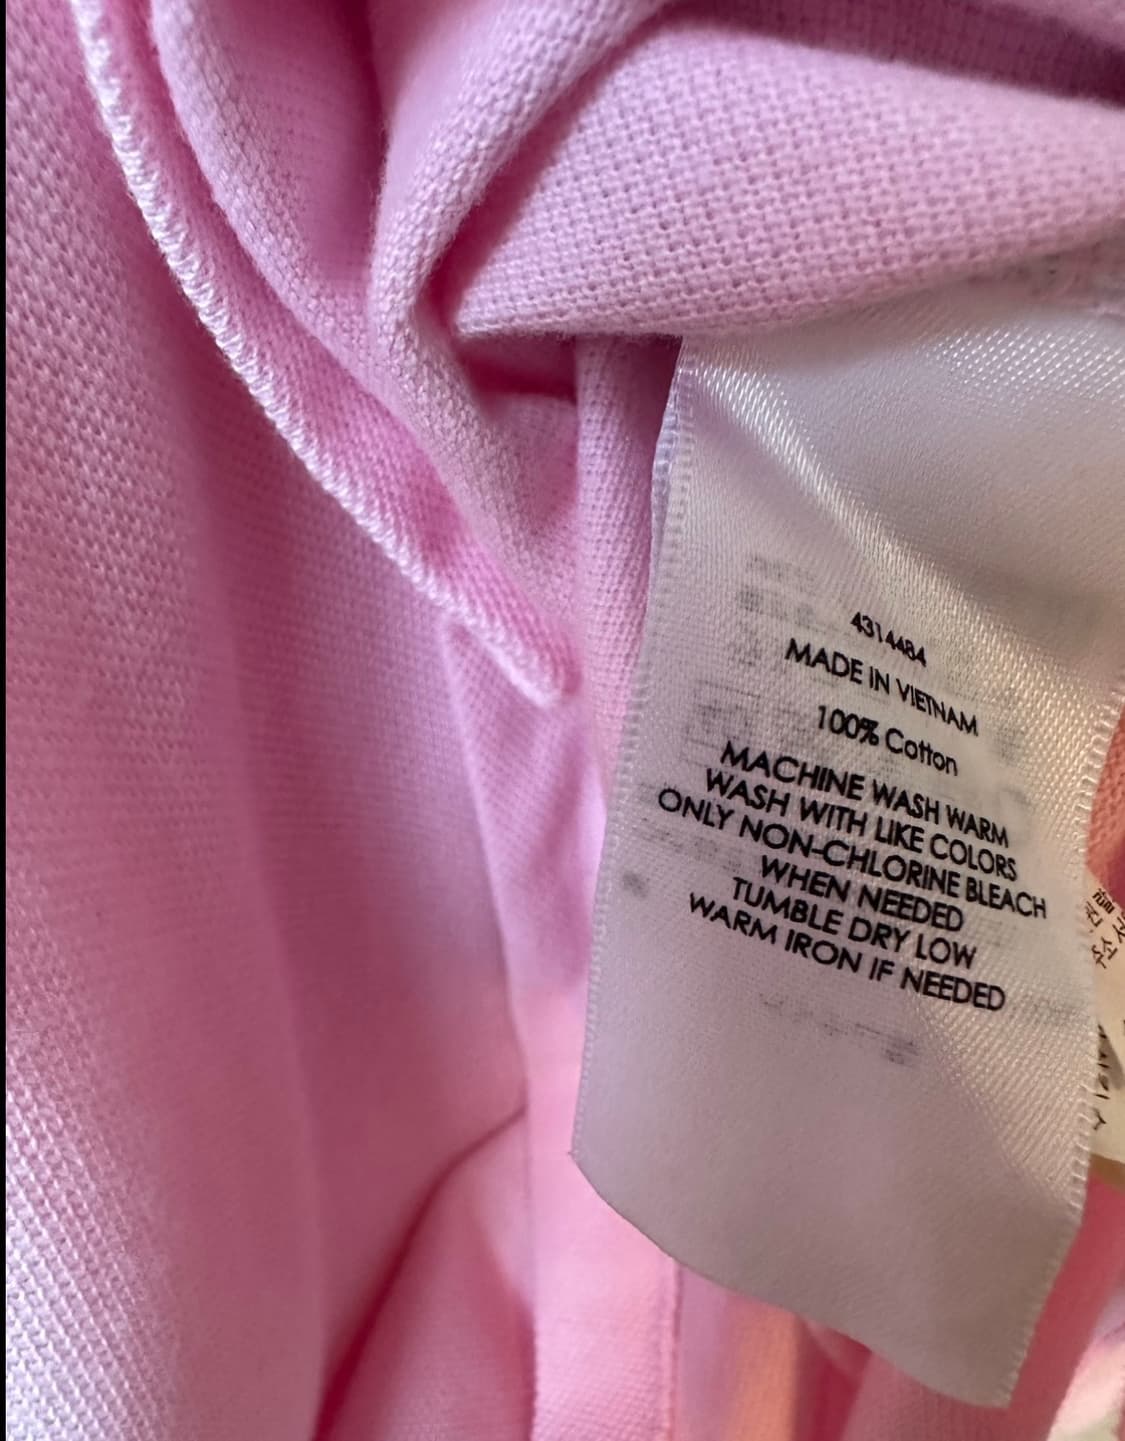 4314484
MADE IN VIETNAM
100% Cotton
MACHINE WASH WARM
WASH WITH LIKE COLORS
ONLY NON-CHLORINE BLEACH
WHEN NEEDED
TUMBLE DRY LOW
WARM IRON IF NEEDED